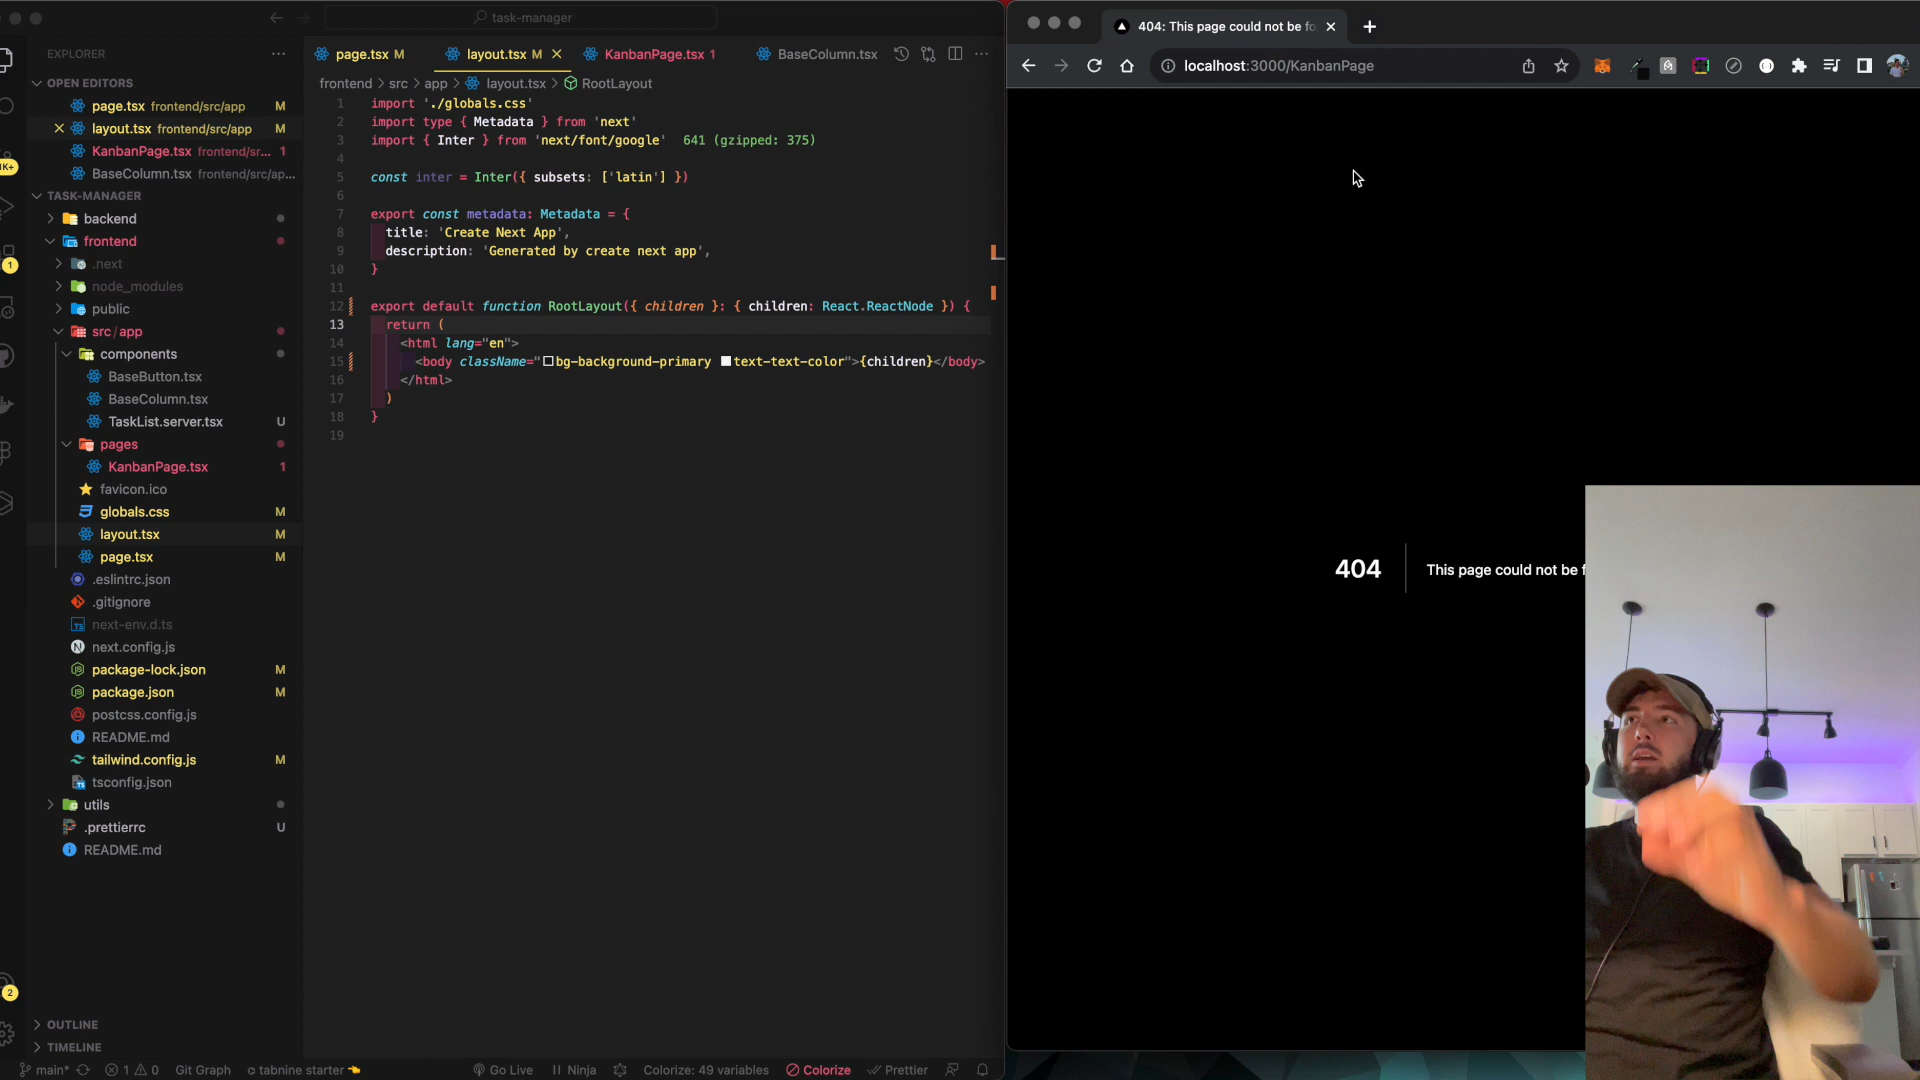 task-manager
EXPLORER
OPEN EDITORS
page.tsx frontend/src/app M
layout.tsx frontend/src/app M
KanbanPage.tsx frontend/sr... 1
BaseColumn.tsx frontend/src/ap...
TASK-MANAGER
backend
frontend
.next
node_modules
public
src/app
components
BaseButton.tsx
BaseColumn.tsx
TaskList.server.tsx U
pages
KanbanPage.tsx 1
favicon.ico
globals.css M
layout.tsx M
page.tsx M
.eslintrc.json
.gitignore
next-env.d.ts
next.config.js
package-lock.json M
package.json M
postcss.config.js
README.md
tailwind.config.js M
tsconfig.json
utils
.prettierrc U
README.md
OUTLINE
TIMELINE
1K+
1
2
page.tsx M layout.tsx M KanbanPage.tsx 1 BaseColumn.tsx
frontend > src > app > layout.tsx > RootLayout
1 import './globals.css'
2 import type { Metadata } from 'next'
3 import { Inter } from 'next/font/google' 641 (gzipped: 375)
4
5 const inter = Inter({ subsets: ['latin'] })
6
7 export const metadata: Metadata = {
8 title: 'Create Next App',
9 description: 'Generated by create next app',
10 }
11
12 export default function RootLayout({ children }: { children: React.ReactNode }) {
13 return (
14 <html lang="en">
15 <body className="bg-background-primary text-text-color">{children}</body>
16 </html>
17 )
18 }
19
main* 1 0 Git Graph tabnine starter Go Live Ninja Colorize: 49 variables Colorize Prettier
404: This page could not be fo
localhost:3000/KanbanPage
404 This page could not be f